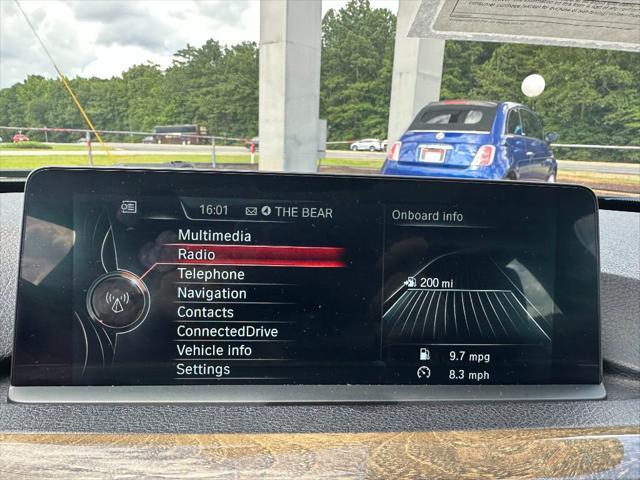 16:01 THE BEAR
Multimedia
Radio
Telephone
Navigation
Contacts
ConnectedDrive
Vehicle info
Settings
Onboard info
200 mi
9.7 mpg
8.3 mph